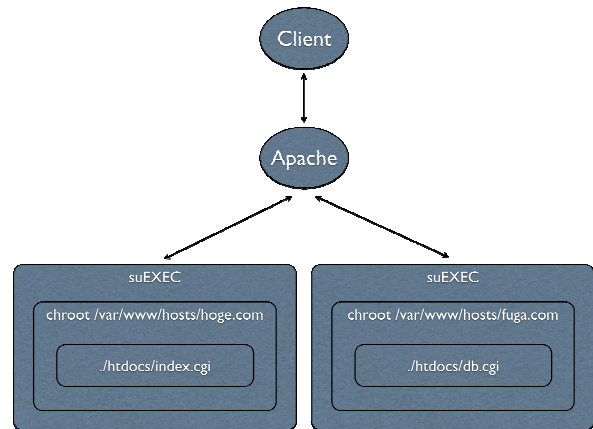 Client
Apache
suEXEC
chroot /var/www/hosts/hoge.com
./htdocs/index.cgi
suEXEC
chroot /var/www/hosts/fuga.com
./htdocs/db.cgi